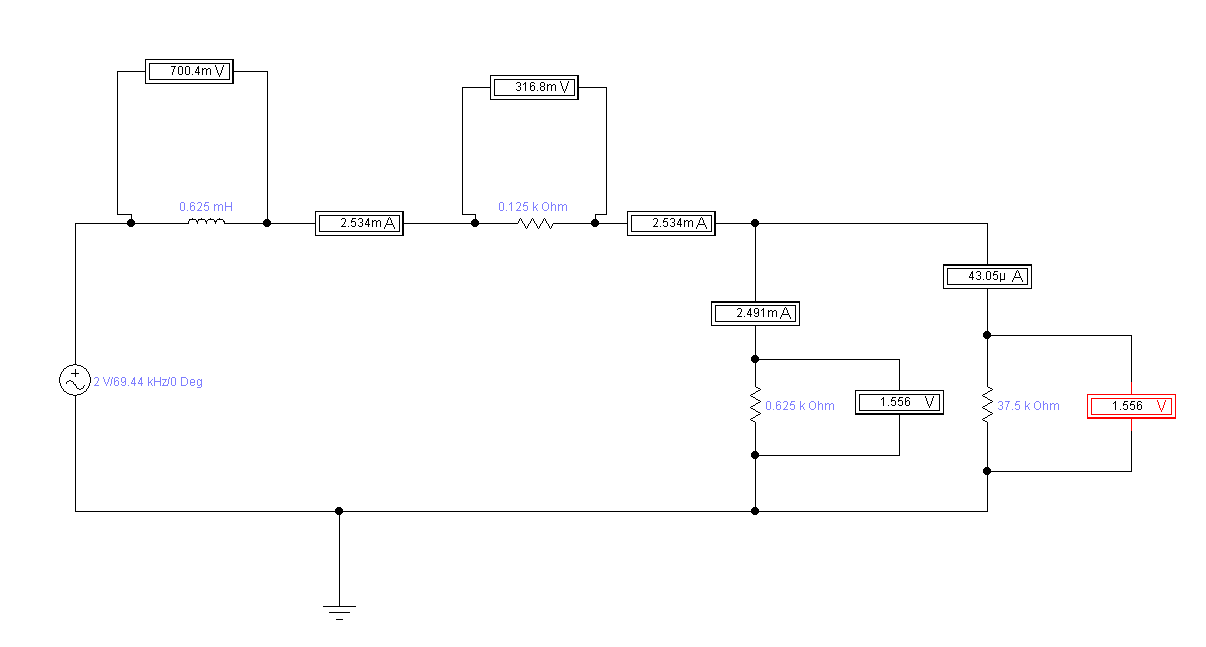 700.4m V
316.8m V
0.625 mH
0.125 k Ohm
2.534m A
2.534m A
43.05µ A
2.491m A
2 V/69.44 kHz/0 Deg
0.625 k Ohm
1.556 V
37.5 k Ohm
1.556 V